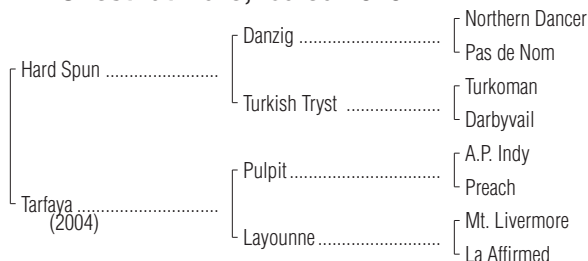 Northern Dancer
Danzig ................................
Pas de Nom
Hard Spun ..........................
Turkoman
Turkish Tryst .....................
Darbyvail
A.P. Indy
Pulpit ..................................
Preach
Tarfaya ................................
(2004)
Mt. Livermore
Layounne ...........................
La Affirmed